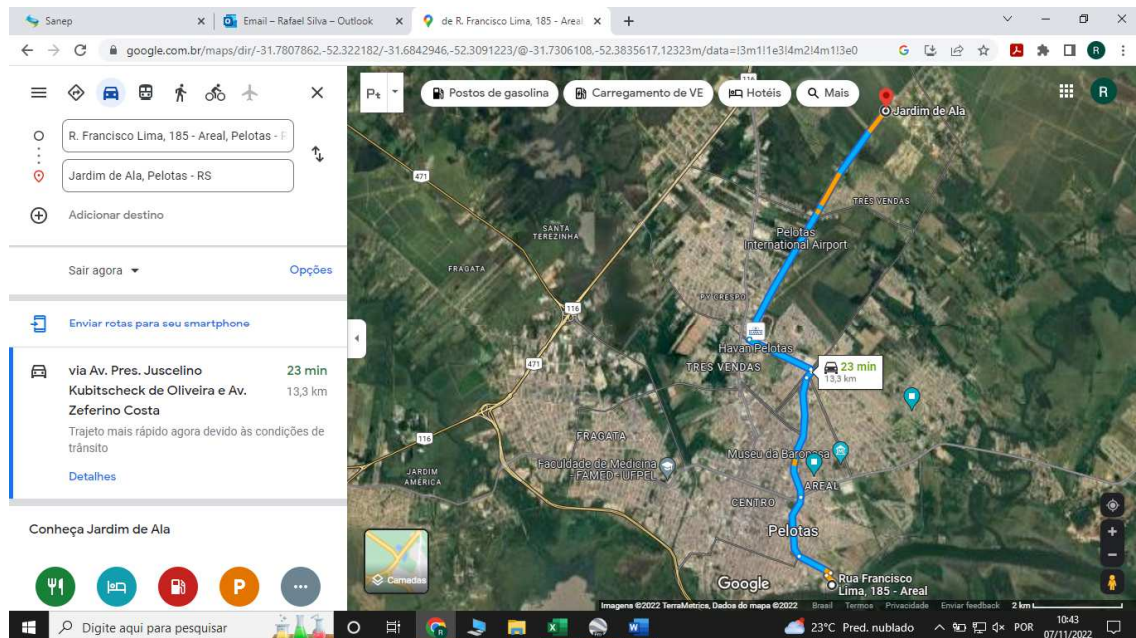 Sanep
Email – Rafael Silva – Outlook
de R. Francisco Lima, 185 - Areal
google.com.br/maps/dir/-31.7807862,-52.322182/-31.6842946,-52.3091223/@-31.7306108,-52.3835617,12323m/data=!3m1!1e3!4m2!4m1!3e0
G
R
R. Francisco Lima, 185 - Areal, Pelotas - R
Jardim de Ala, Pelotas - RS
Adicionar destino
Sair agora
Opções
Enviar rotas para seu smartphone
via Av. Pres. Juscelino
Kubitscheck de Oliveira e Av.
Zeferino Costa
23 min
13,3 km
Trajeto mais rápido agora devido às condições de
trânsito
Detalhes
Conheça Jardim de Ala
P
Pt
Postos de gasolina
Carregamento de VE
Hotéis
Mais
R
116
Jardim de Ala
471
TRÊS VENDAS
SANTA
TEREZINHA
Pelotas
International Airport
FRAGATA
PY CRESPO
116
Havan Pelotas
471
TRES VENDAS
23 min
13,3 km
116
FRAGATA
Museu da Baronesa
Faculdade de Medicina
- FAMED - UFPEL
JARDIM
AMÉRICA
AREAL
CENTRO
Pelotas
Camadas
Google
Rua Francisco
Lima, 185 - Areal
Imagens ©2022 TerraMetrics, Dados do mapa ©2022
Brasil
Termos
Privacidade
Enviar feedback
2 km
Digite aqui para pesquisar
23°C Pred. nublado
POR
10:43
07/11/2022